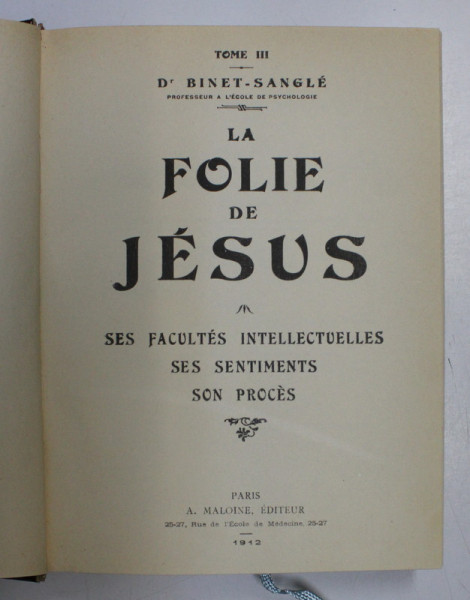 TOME III
Dr BINET-SANGLÉ
PROFESSEUR A L'ÉCOLE DE PSYCHOLOGIE
LA
FOLIE
DE
JÉSUS
SES FACULTÉS INTELLECTUELLES
SES SENTIMENTS
SON PROCÈS
PARIS
A. MALOINE, ÉDITEUR
25-27, Rue de l'École de Médecine, 25-27
1912